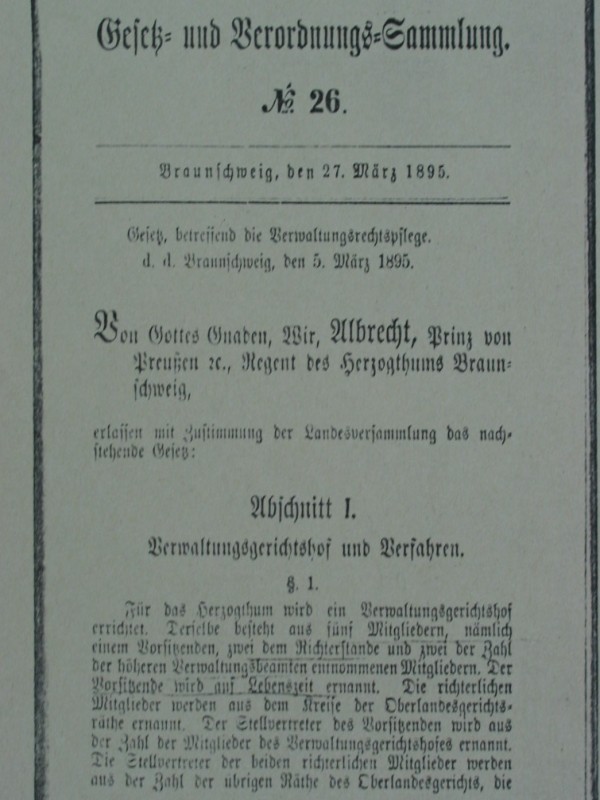 Gesetz- und Verordnungs-Sammlung.
№ 26.
Braunschweig, den 27. März 1895.
Gesetz, betreffend die Verwaltungsrechtspflege.
d. d. Braunschweig, den 5. März 1895.
Von Gottes Gnaden, Wir, Albrecht, Prinz von
Preußen ꝛc., Regent des Herzogthums Braun-
schweig,
erlassen mit Zustimmung der Landesversammlung das nach-
stehende Gesetz:
Abschnitt I.
Verwaltungsgerichtshof und Verfahren.
§. 1.
Für das Herzogthum wird ein Verwaltungsgerichtshof
errichtet. Derselbe besteht aus fünf Mitgliedern, nämlich
einem Vorsitzenden, zwei dem Richterstande und zwei der Zahl
der höheren Verwaltungsbeamten entnommenen Mitgliedern. Der
Vorsitzende wird auf Lebenszeit ernannt. Die richterlichen
Mitglieder werden aus dem Kreise der Oberlandesgerichts-
räthe ernannt. Der Stellvertreter des Vorsitzenden wird aus
der Zahl der Mitglieder des Verwaltungsgerichtshofes ernannt.
Die Stellvertreter der beiden richterlichen Mitglieder werden
aus der Zahl der übrigen Räthe des Oberlandesgerichts, die